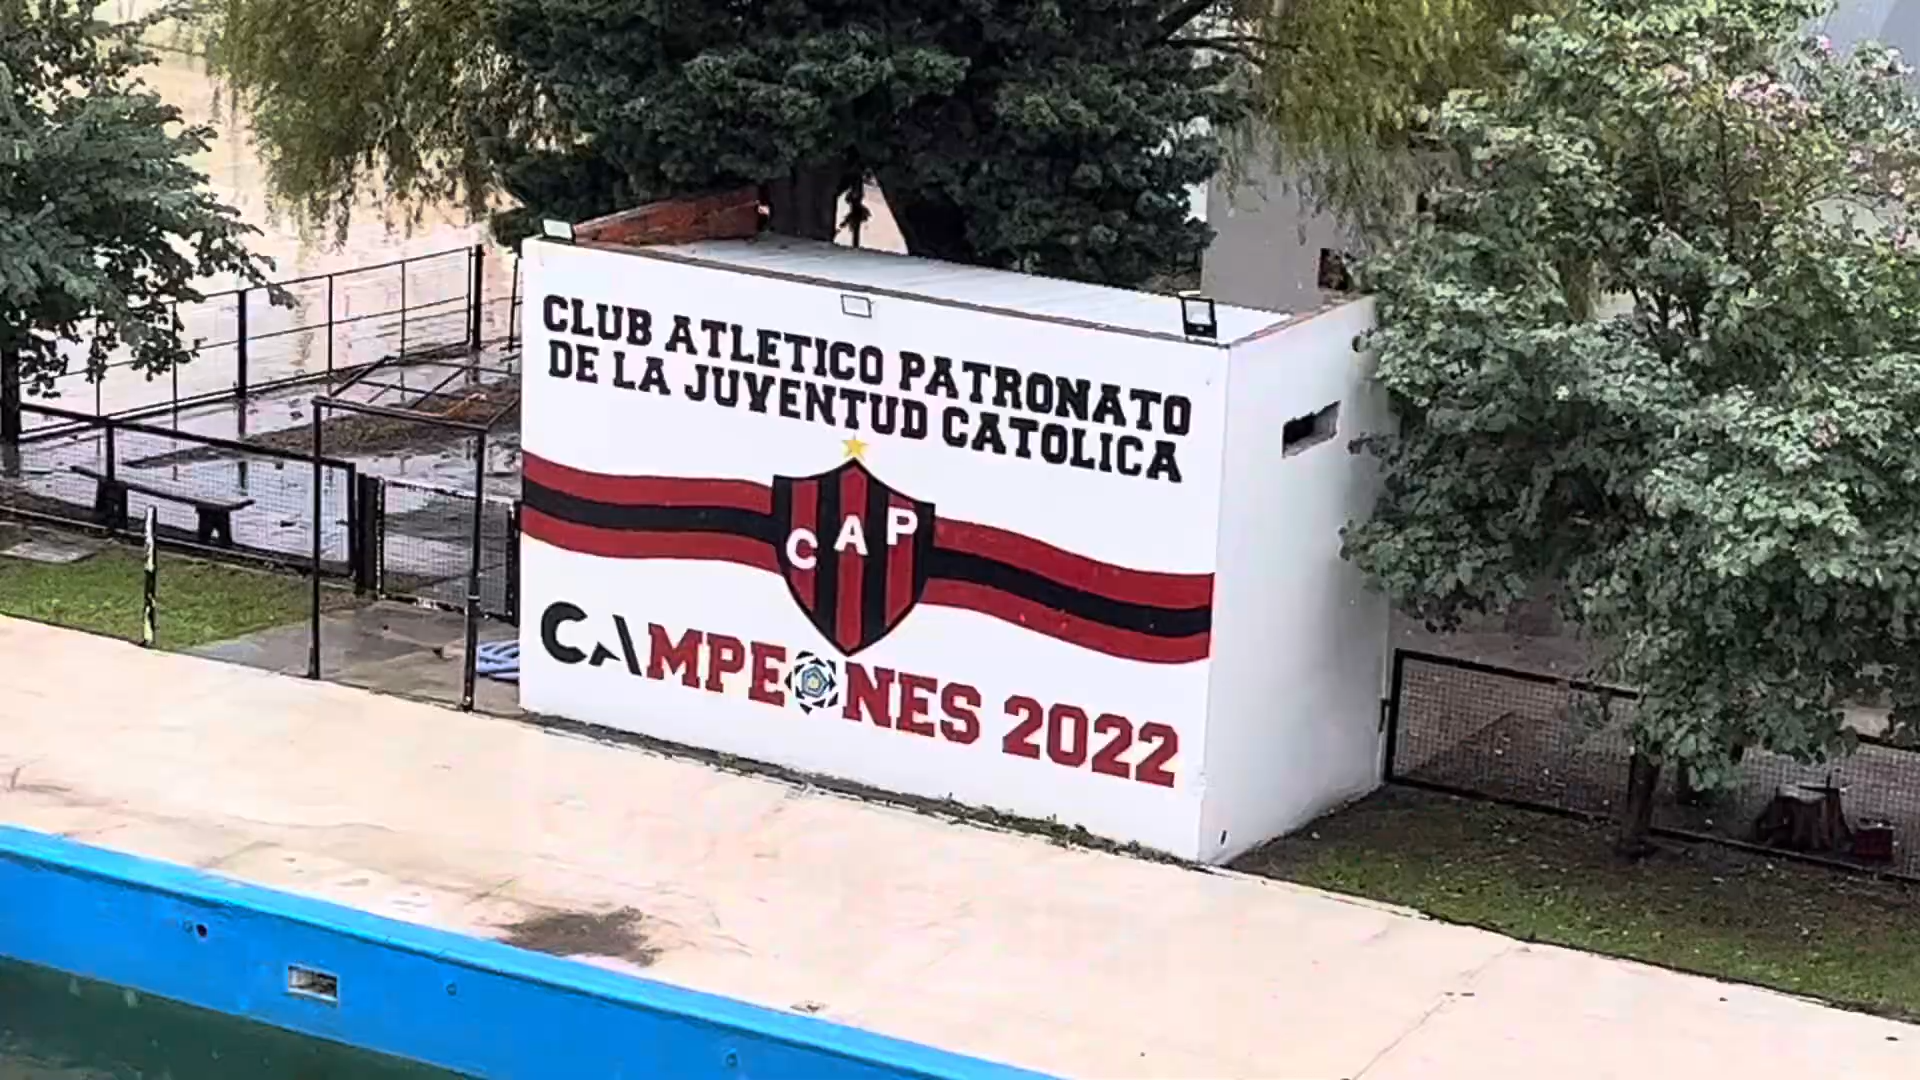 CLUB ATLETICO PATRONATO
DE LA JUVENTUD CATOLICA
CAP
CAMPEONES 2022